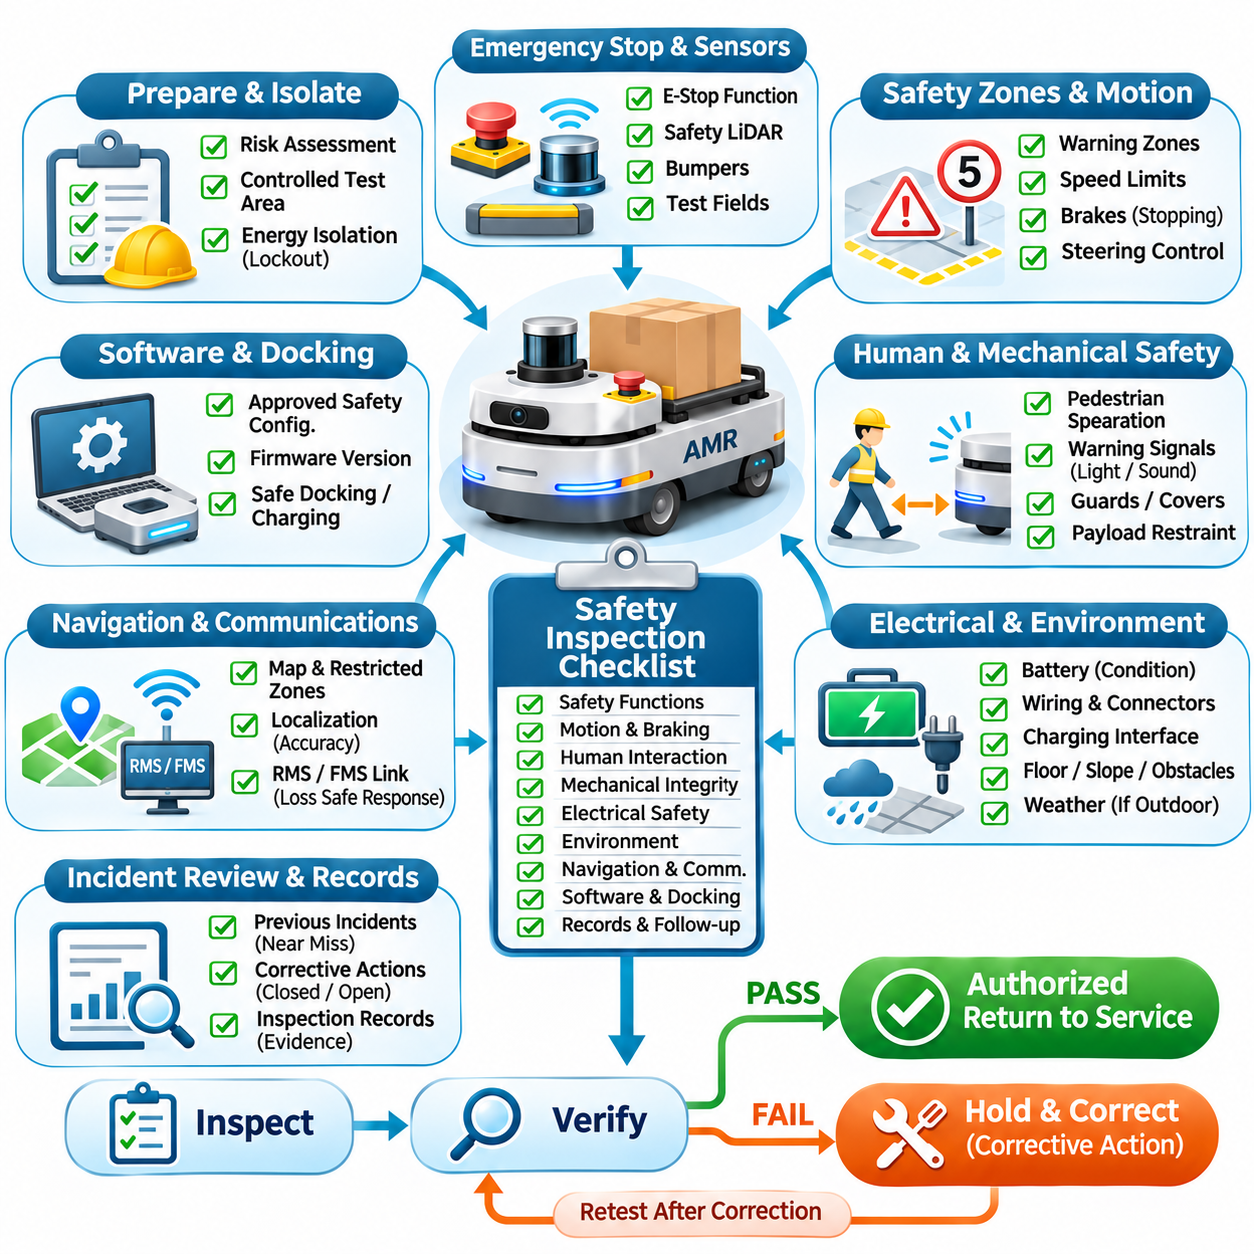 Emergency Stop & Sensors
E-Stop Function
Safety LiDAR
Bumpers
Test Fields
Prepare & Isolate
Risk Assessment
Controlled Test
Area
Energy Isolation
(Lockout)
Safety Zones & Motion
5
Warning Zones
Speed Limits
Brakes (Stopping)
Steering Control
Software & Docking
Approved Safety
Config.
Firmware Version
Safe Docking /
Charging
AMR
Human & Mechanical Safety
Pedestrian
Spearation
Warning Signals
(Light / Sound)
Guards / Covers
Payload Restraint
Navigation & Communications
Map & Restricted
Zones
Localization
(Accuracy)
RMS / FMS Link
(Loss Safe Response)
RMS / FMS
Safety
Inspection
Checklist
Safety Functions
Motion & Braking
Human Interaction
Mechanical Integrity
Electrical Safety
Environment
Navigation & Comm.
Software & Docking
Records & Follow-up
Electrical & Environment
Battery (Condition)
Wiring & Connectors
Charging Interface
Floor / Slope / Obstacles
Weather (If Outdoor)
Incident Review & Records
Previous Incidents
(Near Miss)
Corrective Actions
(Closed / Open)
Inspection Records
(Evidence)
Inspect
Verify
PASS
Authorized
Return to Service
FAIL
Hold & Correct
(Corrective Action)
Retest After Correction